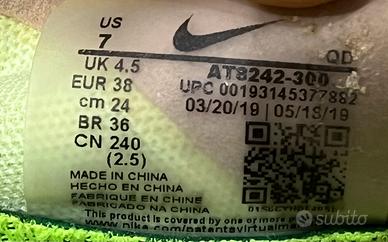 US
7
QD
UK 4.5
AT8242-300
EUR 38
UPC 00193145377882
cm 24
03/20/19 | 05/18/19
BR 36
CN 240
(2.5)
MADE IN CHINA
HECHO EN CHINA
FABRIQUE EN CHINE
FABRICADO NA CHINA
This product is covered by one or more
subito